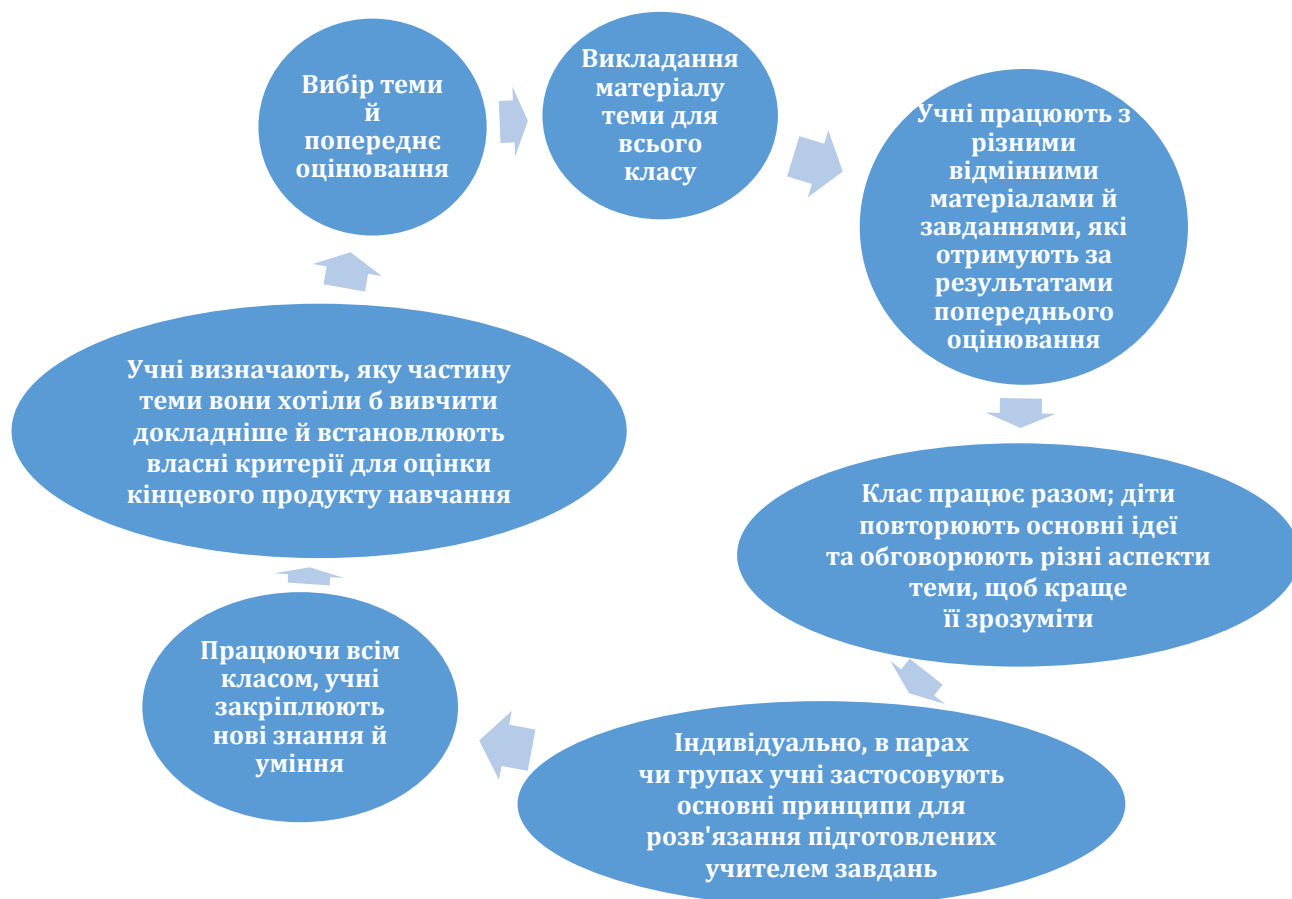 Вибір теми
й
попереднє
оцінювання
Викладання
матеріалу
теми для
всього
класу
Учні працюють з
різними
відмінними
матеріалами й
завданнями, які
отримують за
результатами
попереднього
оцінювання
Клас працює разом; діти
повторюють основні ідеї
та обговорюють різні аспекти
теми, щоб краще
її зрозуміти
Індивідуально, в парах
чи групах учні застосовують
основні принципи для
розв'язання підготовлених
учителем завдань
Працюючи всім
класом, учні
закріплюють
нові знання й
уміння
Учні визначають, яку частину
теми вони хотіли б вивчити
докладніше й встановлюють
власні критерії для оцінки
кінцевого продукту навчання